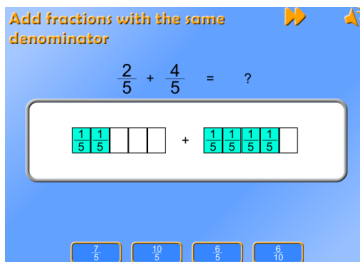 Add fractions with the same
denominator
2/5 + 4/5 = ?
1/5 1/5 + 1/5 1/5 1/5 1/5
7/5 10/5 6/5 6/10